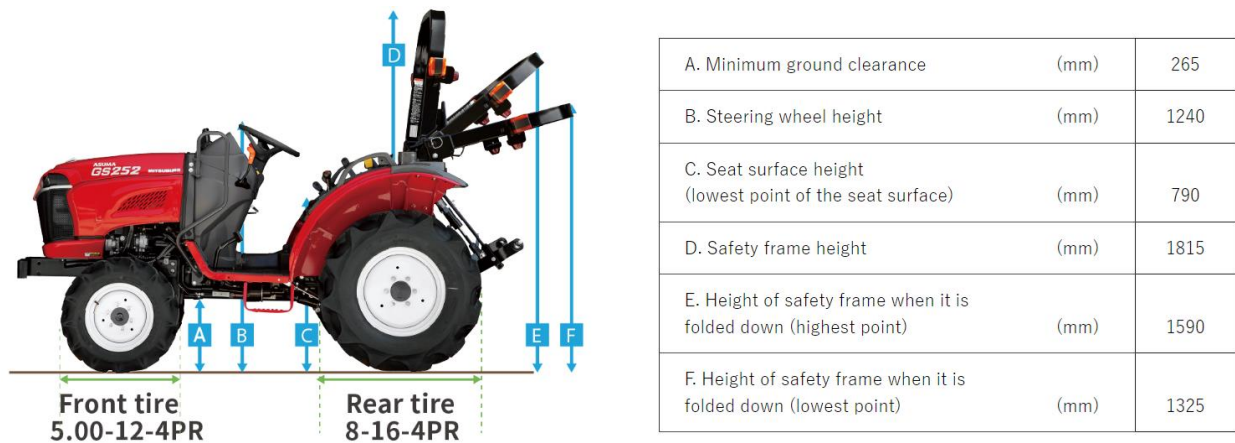 D
ASUMA
GS252
MITSUBISHI
A
B
C
E
F
Front tire
5.00-12-4PR
Rear tire
8-16-4PR
A. Minimum ground clearance (mm) 265
B. Steering wheel height (mm) 1240
C. Seat surface height
(lowest point of the seat surface) (mm) 790
D. Safety frame height (mm) 1815
E. Height of safety frame when it is
folded down (highest point) (mm) 1590
F. Height of safety frame when it is
folded down (lowest point) (mm) 1325